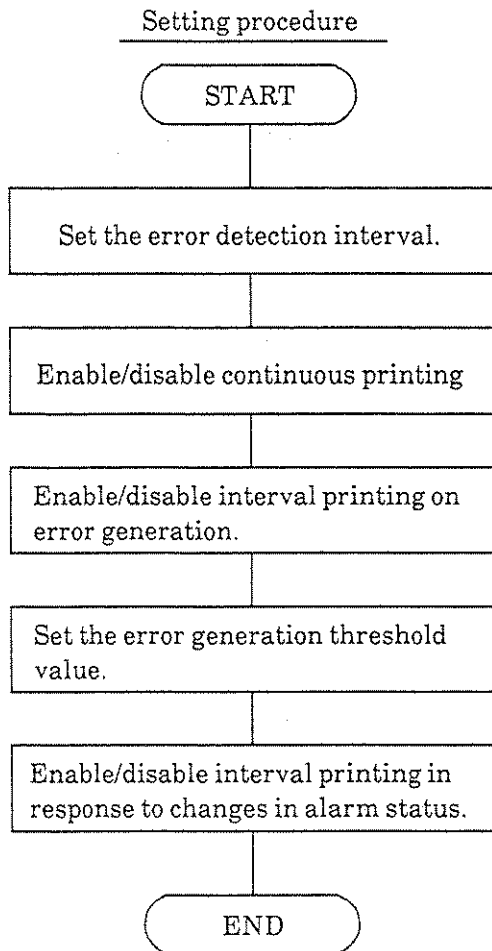 Setting procedure
START
Set the error detection interval.
Enable/disable continuous printing
Enable/disable interval printing on
error generation.
Set the error generation threshold
value.
Enable/disable interval printing in
response to changes in alarm status.
END